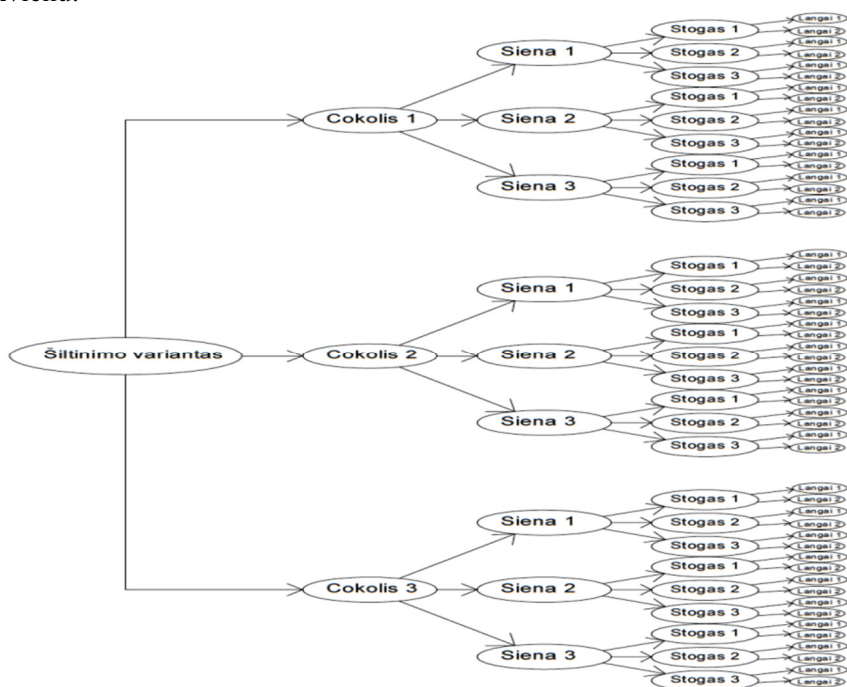 Siena 1
Stogas 1
Langai 1
Langai 2
Stogas 2
Langai 1
Langai 2
Stogas 3
Langai 1
Langai 2
Cokolis 1
Siena 2
Stogas 1
Langai 1
Langai 2
Stogas 2
Langai 1
Langai 2
Stogas 3
Langai 1
Langai 2
Siena 3
Stogas 1
Langai 1
Langai 2
Stogas 2
Langai 1
Langai 2
Stogas 3
Langai 1
Langai 2
Šiltinimo variantas
Cokolis 2
Siena 1
Stogas 1
Langai 1
Langai 2
Stogas 2
Langai 1
Langai 2
Stogas 3
Langai 1
Langai 2
Siena 2
Stogas 1
Langai 1
Langai 2
Stogas 2
Langai 1
Langai 2
Stogas 3
Langai 1
Langai 2
Siena 3
Stogas 1
Langai 1
Langai 2
Stogas 2
Langai 1
Langai 2
Stogas 3
Langai 1
Langai 2
Cokolis 3
Siena 1
Stogas 1
Langai 1
Langai 2
Stogas 2
Langai 1
Langai 2
Stogas 3
Langai 1
Langai 2
Siena 2
Stogas 1
Langai 1
Langai 2
Stogas 2
Langai 1
Langai 2
Stogas 3
Langai 1
Langai 2
Siena 3
Stogas 1
Langai 1
Langai 2
Stogas 2
Langai 1
Langai 2
Stogas 3
Langai 1
Langai 2